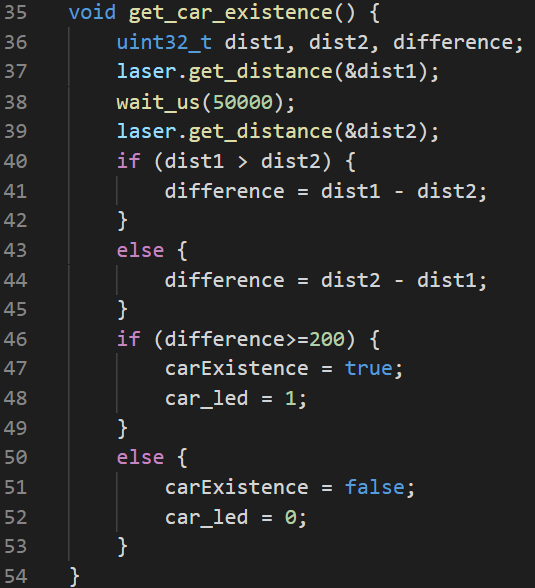 35 void get_car_existence() {
36     uint32_t dist1, dist2, difference;
37     laser.get_distance(&dist1);
38     wait_us(50000);
39     laser.get_distance(&dist2);
40     if (dist1 > dist2) {
41         difference = dist1 - dist2;
42     }
43     else {
44         difference = dist2 - dist1;
45     }
46     if (difference>=200) {
47         carExistence = true;
48         car_led = 1;
49     }
50     else {
51         carExistence = false;
52         car_led = 0;
53     }
54 }